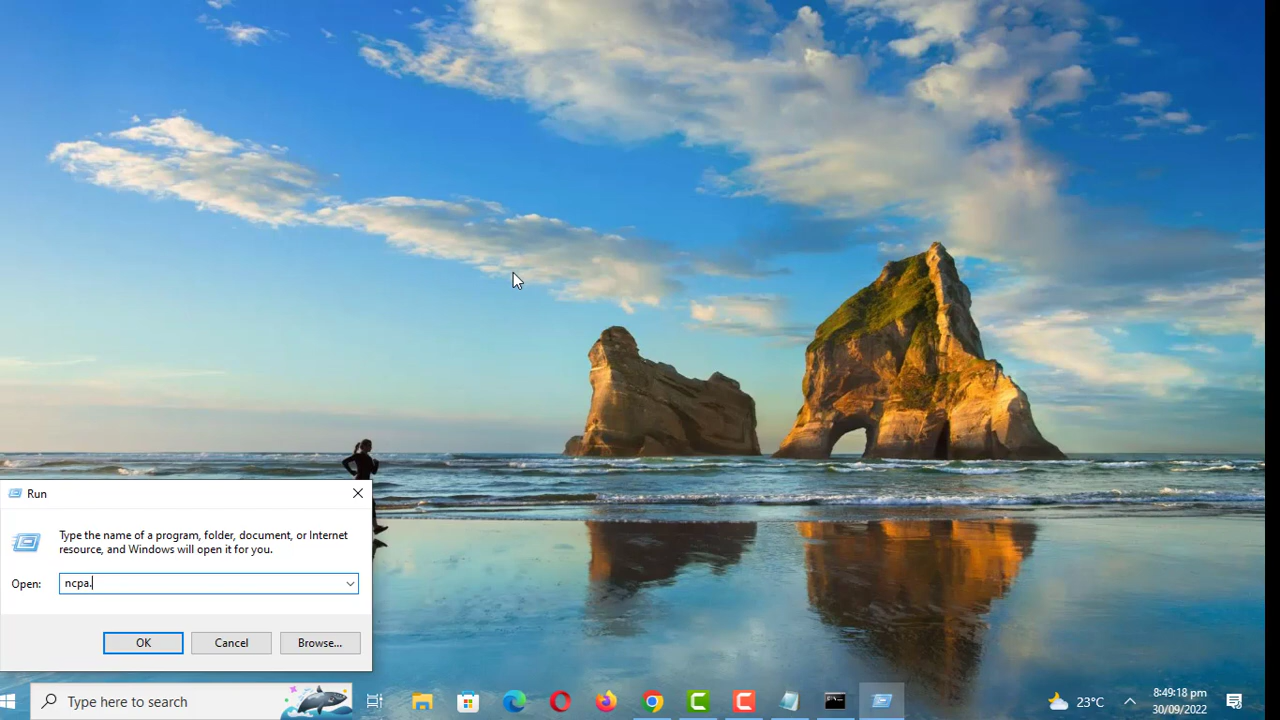 Run
Type the name of a program, folder, document, or Internet
resource, and Windows will open it for you.
Open:
ncpa.
OK
Cancel
Browse...
Type here to search
23°C
8:49:18 pm
30/09/2022